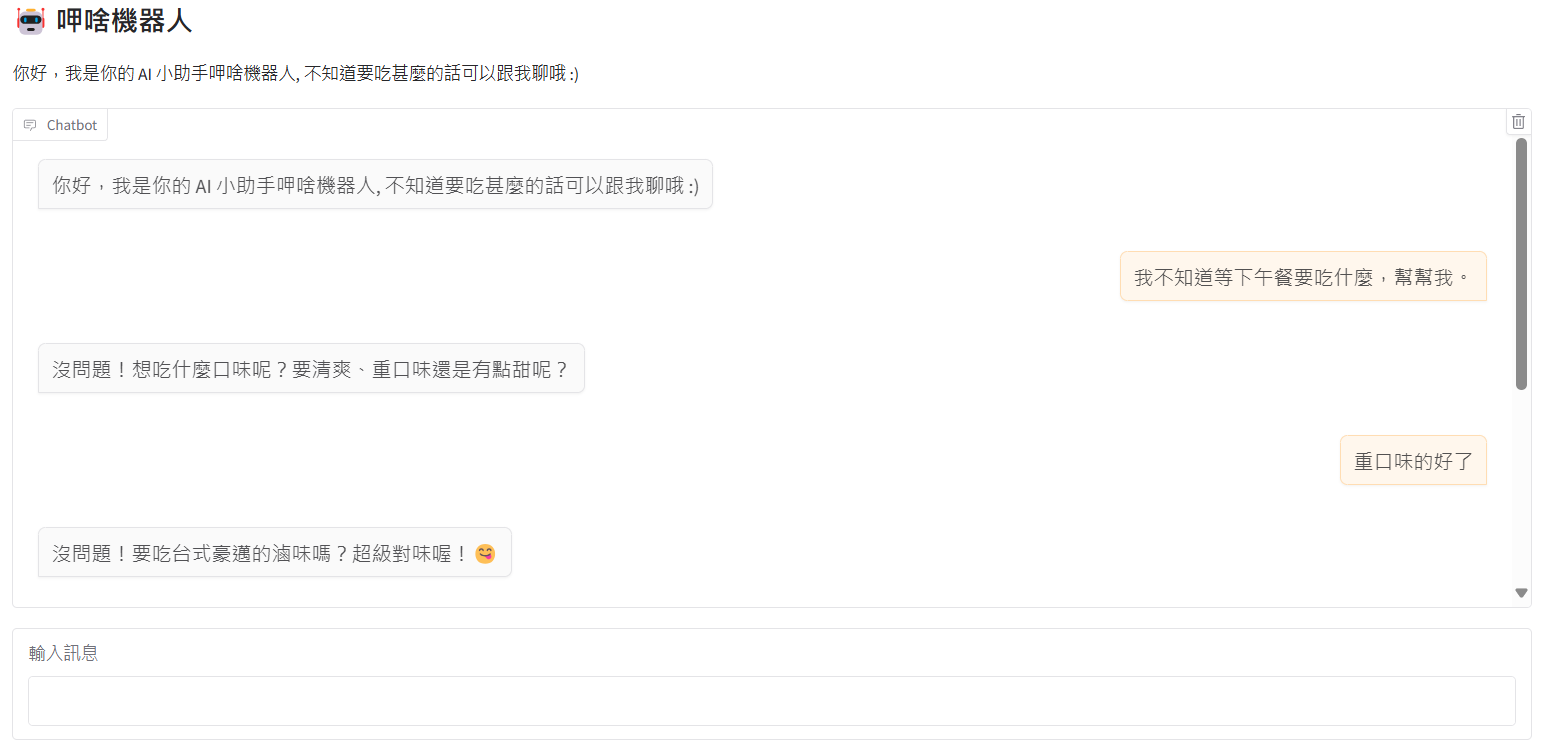 🤖 呷啥機器人
你好，我是你的 AI 小助手呷啥機器人, 不知道要吃甚麼的話可以跟我聊哦 :)
Chatbot
你好，我是你的 AI 小助手呷啥機器人, 不知道要吃甚麼的話可以跟我聊哦 :)
我不知道等下午餐要吃什麼，幫幫我。
沒問題！想吃什麼口味呢？要清爽、重口味還是有點甜呢？
重口味的好了
沒問題！要吃台式豪邁的滷味嗎？超級對味喔！😋
輸入訊息